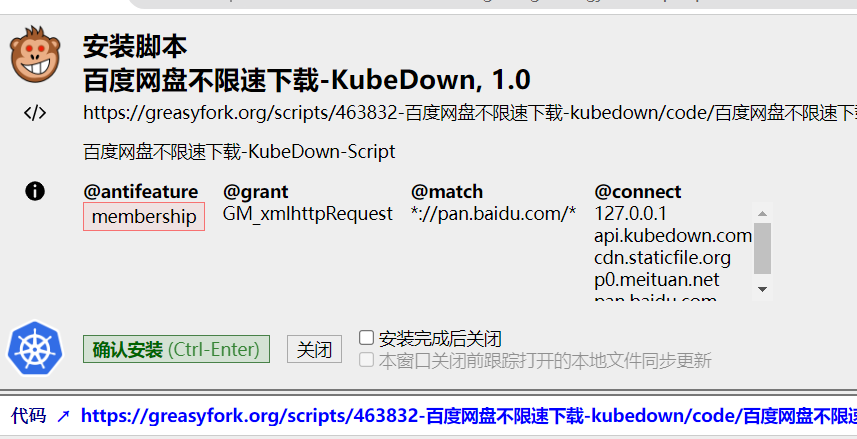 安装脚本
百度网盘不限速下载-KubeDown, 1.0
https://greasyfork.org/scripts/463832-百度网盘不限速下载-kubedown/code/百度网盘不限速下载
百度网盘不限速下载-KubeDown-Script
@antifeature @grant @match @connect
membership GM_xmlhttpRequest *://pan.baidu.com/* 127.0.0.1
api.kubedown.com
cdn.staticfile.org
p0.meituan.net
pan.baidu.com
确认安装 (Ctrl-Enter) 关闭 安装完成后关闭
本窗口关闭前跟踪打开的本地文件同步更新
代码 ↗ https://greasyfork.org/scripts/463832-百度网盘不限速下载-kubedown/code/百度网盘不限速